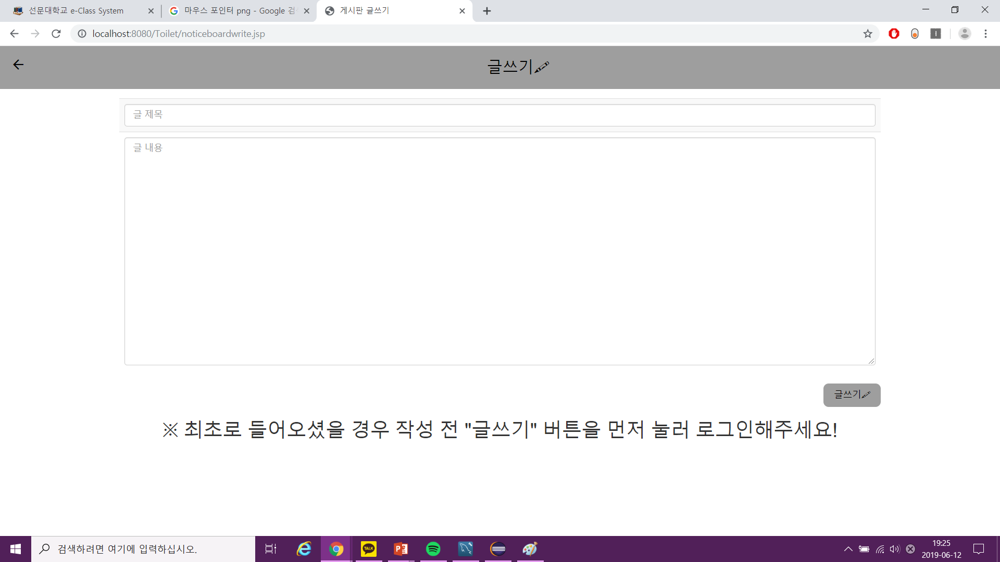 선문대학교 e-Class System
마우스 포인터 png - Google 검
게시판 글쓰기
localhost:8080/Toilet/noticeboardwrite.jsp
글쓰기
글 제목
글 내용
글쓰기
※ 최초로 들어오셨을 경우 작성 전 "글쓰기" 버튼을 먼저 눌러 로그인해주세요!
검색하려면 여기에 입력하십시오.
TALK
19:25
2019-06-12